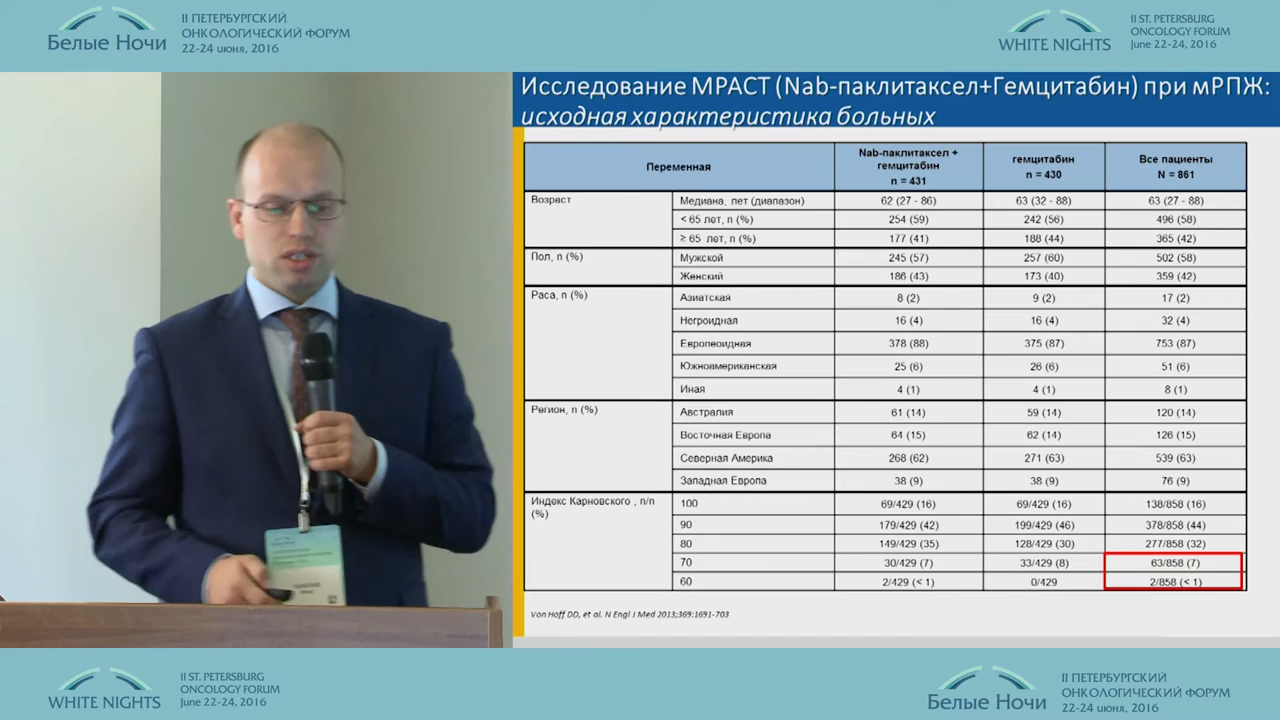 II ПЕТЕРБУРГСКИЙ
ОНКОЛОГИЧЕСКИЙ ФОРУМ
Белые Ночи
22-24 июня, 2016
II ST. PETERSBURG
ONCOLOGY FORUM
WHITE NIGHTS
June 22-24, 2016
Исследование MPACT (Nab-паклитаксел+Гемцитабин) при мРПЖ:
исходная характеристика больных
Переменная
Nab-паклитаксел +
гемцитабин
n = 431
гемцитабин
n = 430
Все пациенты
N = 861
Возраст Медиана, лет (диапазон) 62 (27 - 86) 63 (32 - 88) 63 (27 - 88)
< 65 лет, n (%) 254 (59) 242 (56) 496 (58)
≥ 65 лет, n (%) 177 (41) 188 (44) 365 (42)
Пол, n (%) Мужской 245 (57) 257 (60) 502 (58)
Женский 186 (43) 173 (40) 359 (42)
Раса, n (%) Азиатская 8 (2) 9 (2) 17 (2)
Негроидная 16 (4) 16 (4) 32 (4)
Европеоидная 378 (88) 375 (87) 753 (87)
Южноамериканская 25 (6) 26 (6) 51 (6)
Иная 4 (1) 4 (1) 8 (1)
Регион, n (%) Австралия 61 (14) 59 (14) 120 (14)
Восточная Европа 64 (15) 62 (14) 126 (15)
Северная Америка 268 (62) 271 (63) 539 (63)
Западная Европа 38 (9) 38 (9) 76 (9)
Индекс Карновского , n/n
(%)
100 69/429 (16) 69/429 (16) 138/858 (16)
90 179/429 (42) 199/429 (46) 378/858 (44)
80 149/429 (35) 128/429 (30) 277/858 (32)
70 30/429 (7) 33/429 (8) 63/858 (7)
60 2/429 (< 1) 0/429 2/858 (< 1)
Von Hoff DD, et al. N Engl J Med 2013;369:1691-703
II ST. PETERSBURG
ONCOLOGY FORUM
WHITE NIGHTS
June 22-24, 2016
II ПЕТЕРБУРГСКИЙ
ОНКОЛОГИЧЕСКИЙ ФОРУМ
Белые Ночи
22-24 июня, 2016